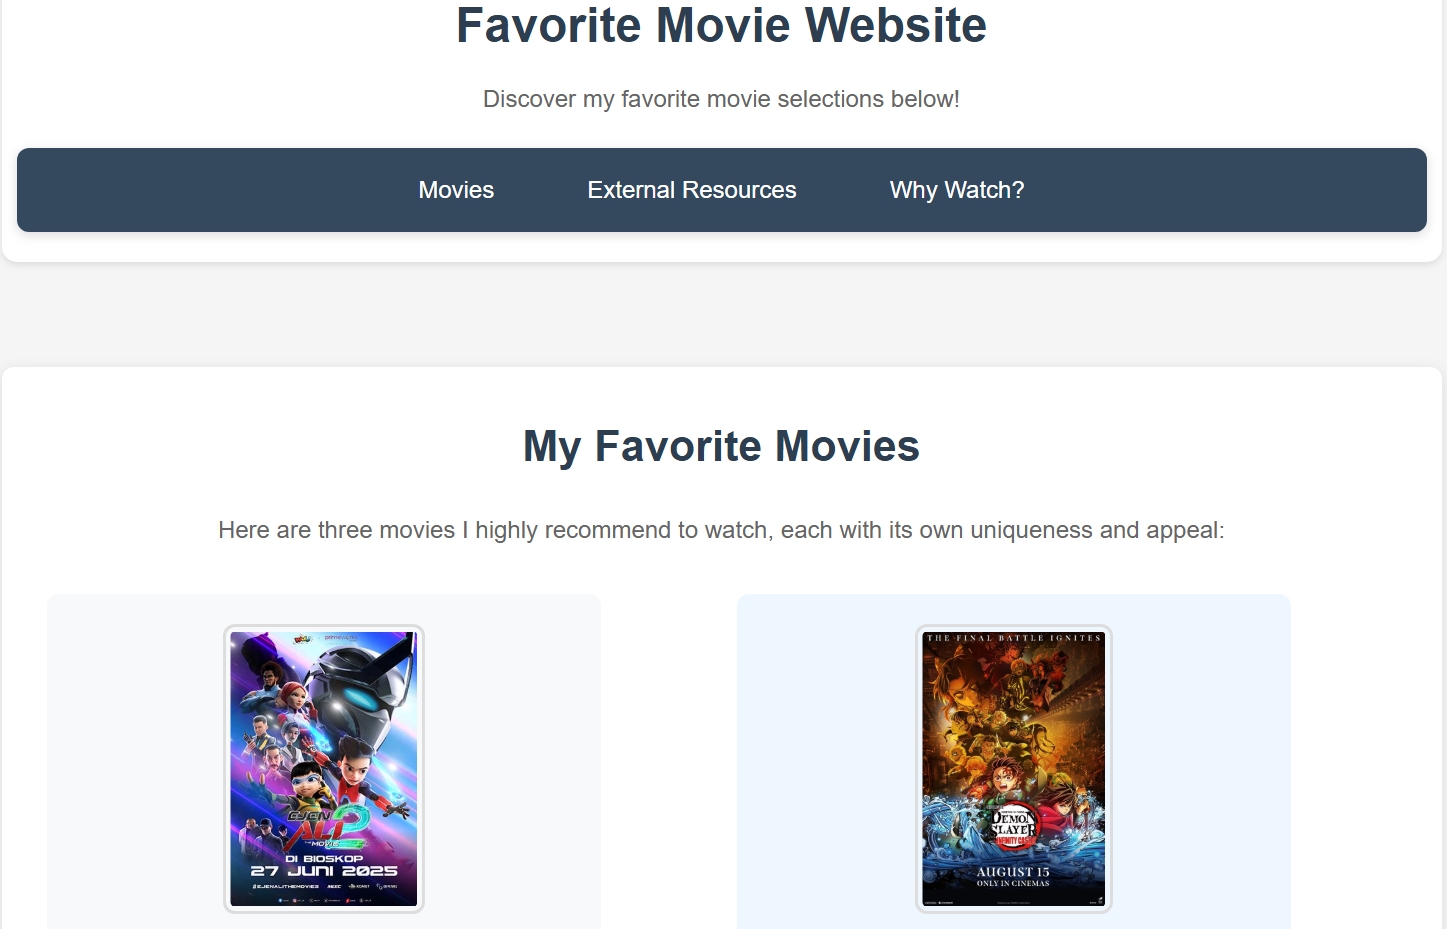 Favorite Movie Website
Discover my favorite movie selections below!
Movies External Resources Why Watch?
My Favorite Movies
Here are three movies I highly recommend to watch, each with its own uniqueness and appeal:
EJEN
ALI 2
THE MOVIE
DI BIOSKOP
27 JUNI 2025
#EJENALITHEMOVIE2
THE FINAL BATTLE IGNITES
DEMON
SLAYER
INFINITY CASTLE
AUGUST 15
ONLY IN CINEMAS